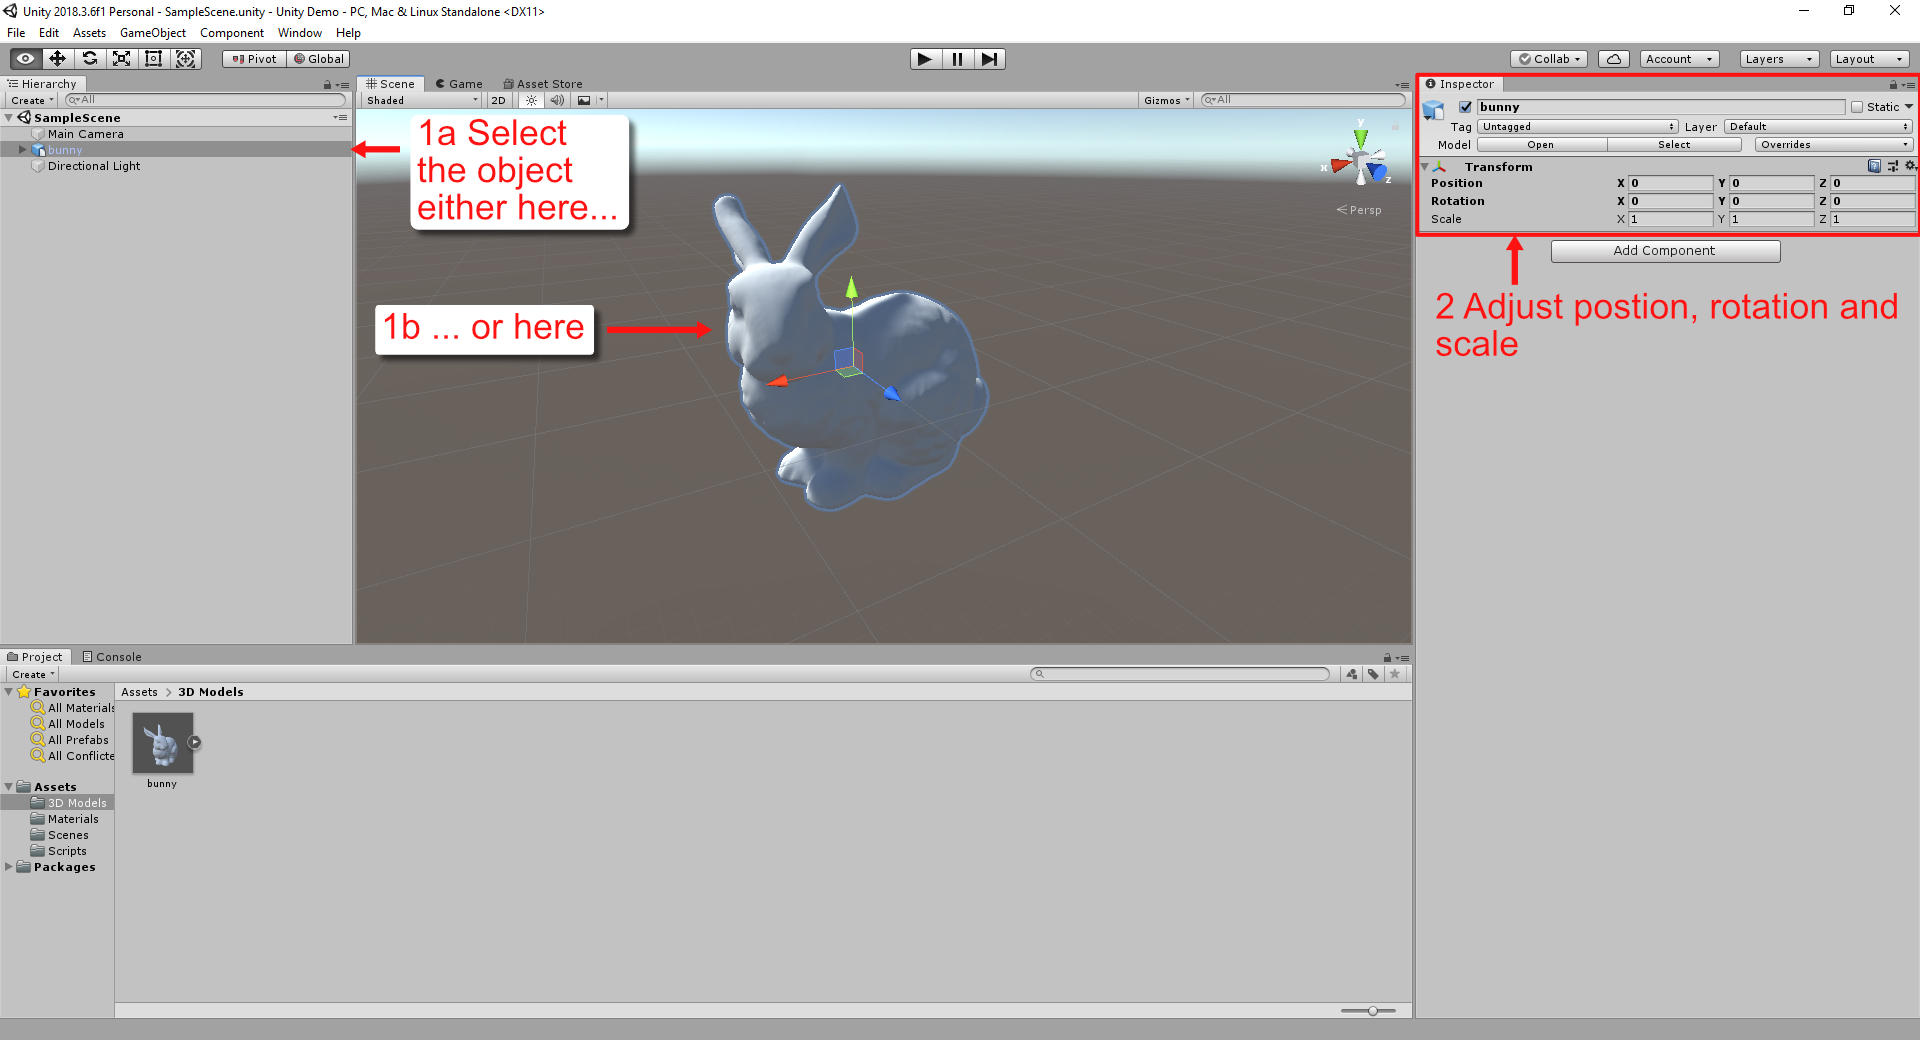 Unity 2018.3.6f1 Personal - SampleScene.unity - Unity Demo - PC, Mac & Linux Standalone <DX11>
File Edit Assets GameObject Component Window Help
Pivot Global Collab Account Layers Layout
Hierarchy
Create All
SampleScene
Main Camera
bunny
Directional Light
Scene Game Asset Store
Shaded 2D Gizmos All
1a Select
the object
either here...
1b ... or here
y
x
z
Persp
Inspector
bunny Static
Tag Untagged Layer Default
Model Open Select Overrides
Transform
Position X 0 Y 0 Z 0
Rotation X 0 Y 0 Z 0
Scale X 1 Y 1 Z 1
Add Component
2 Adjust postion, rotation and
scale
Project Console
Create
Favorites
All Materials
All Models
All Prefabs
All Conflicte
Assets
3D Models
Materials
Scenes
Scripts
Packages
Assets > 3D Models
bunny